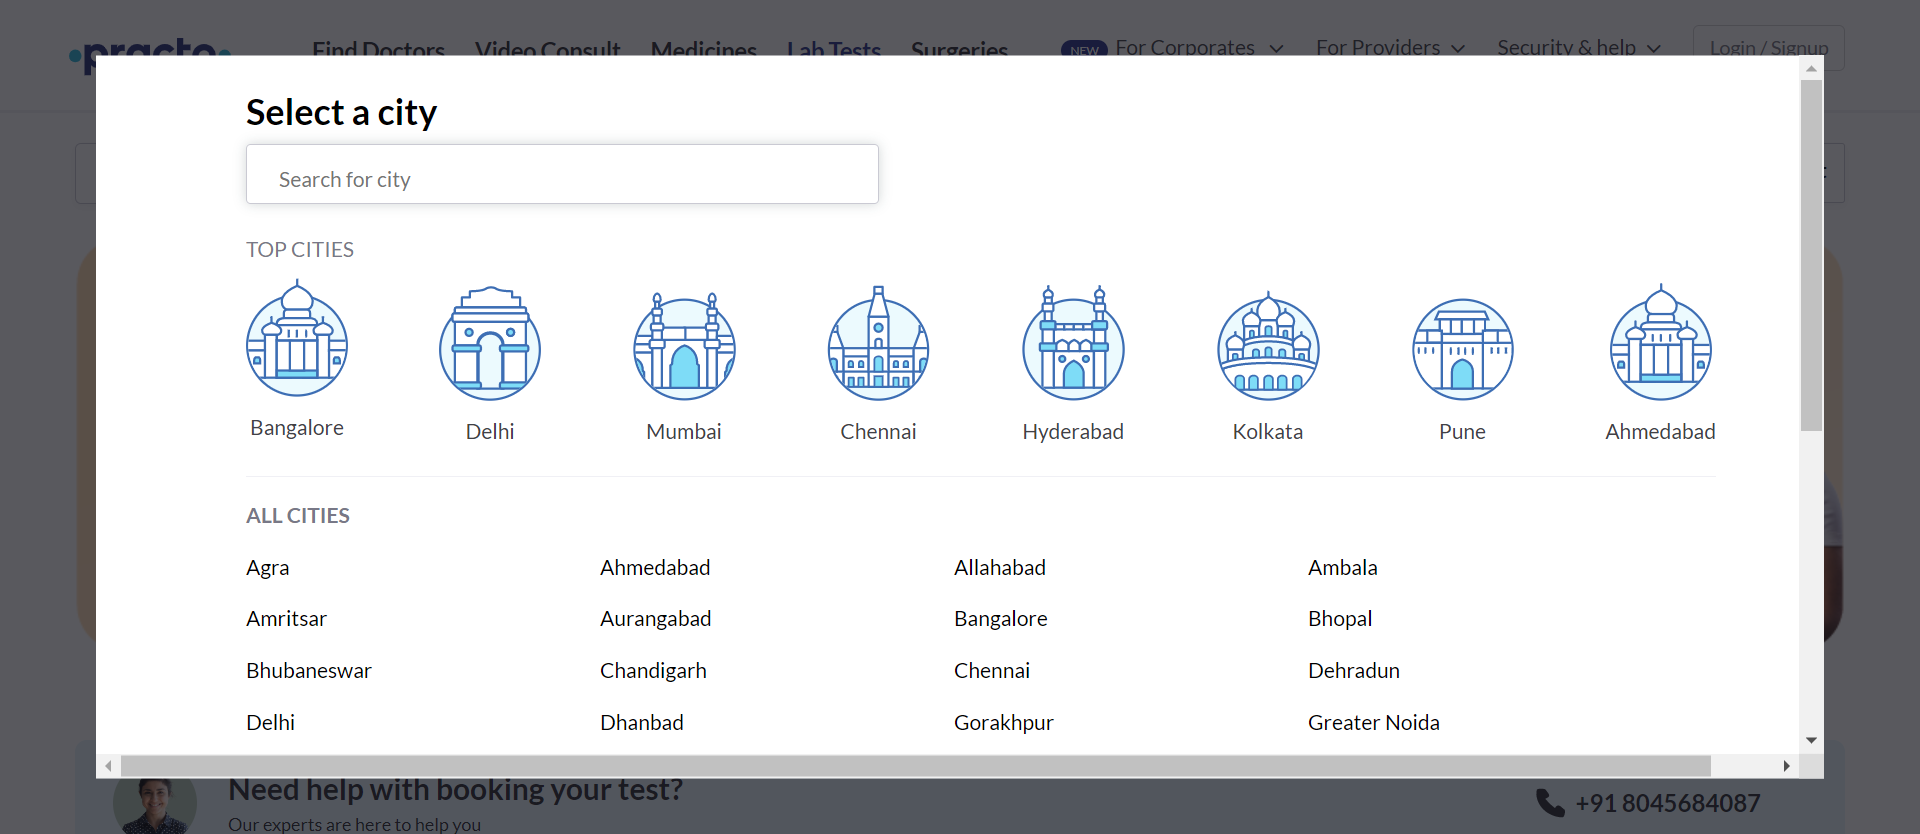 practo
Find Doctors Video Consult Medicines Lab Tests Surgeries NEW For Corporates For Providers Security & help Login / Signup
Select a city
Search for city
TOP CITIES
Bangalore Delhi Mumbai Chennai Hyderabad Kolkata Pune Ahmedabad
ALL CITIES
Agra Ahmedabad Allahabad Ambala
Amritsar Aurangabad Bangalore Bhopal
Bhubaneswar Chandigarh Chennai Dehradun
Delhi Dhanbad Gorakhpur Greater Noida
Need help with booking your test?
Our experts are here to help you
+91 8045684087